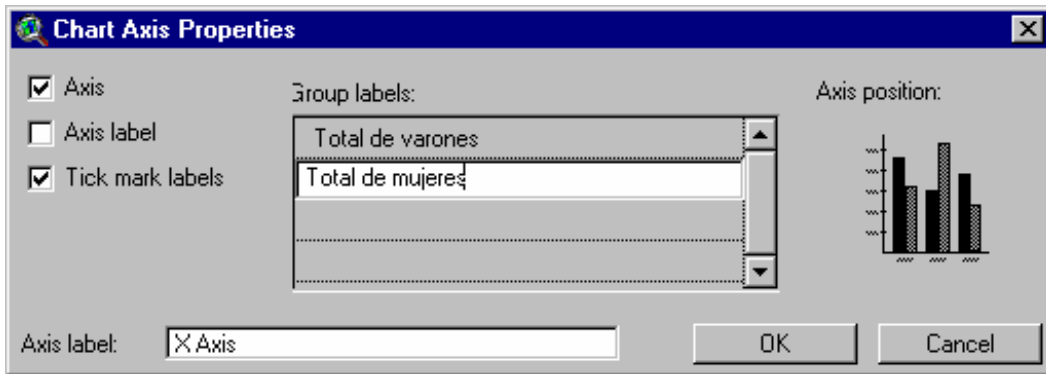 Chart Axis Properties
Axis
Axis label
Tick mark labels
Group labels:
Total de varones
Total de mujeres
Axis position:
Axis label:
X Axis
OK
Cancel